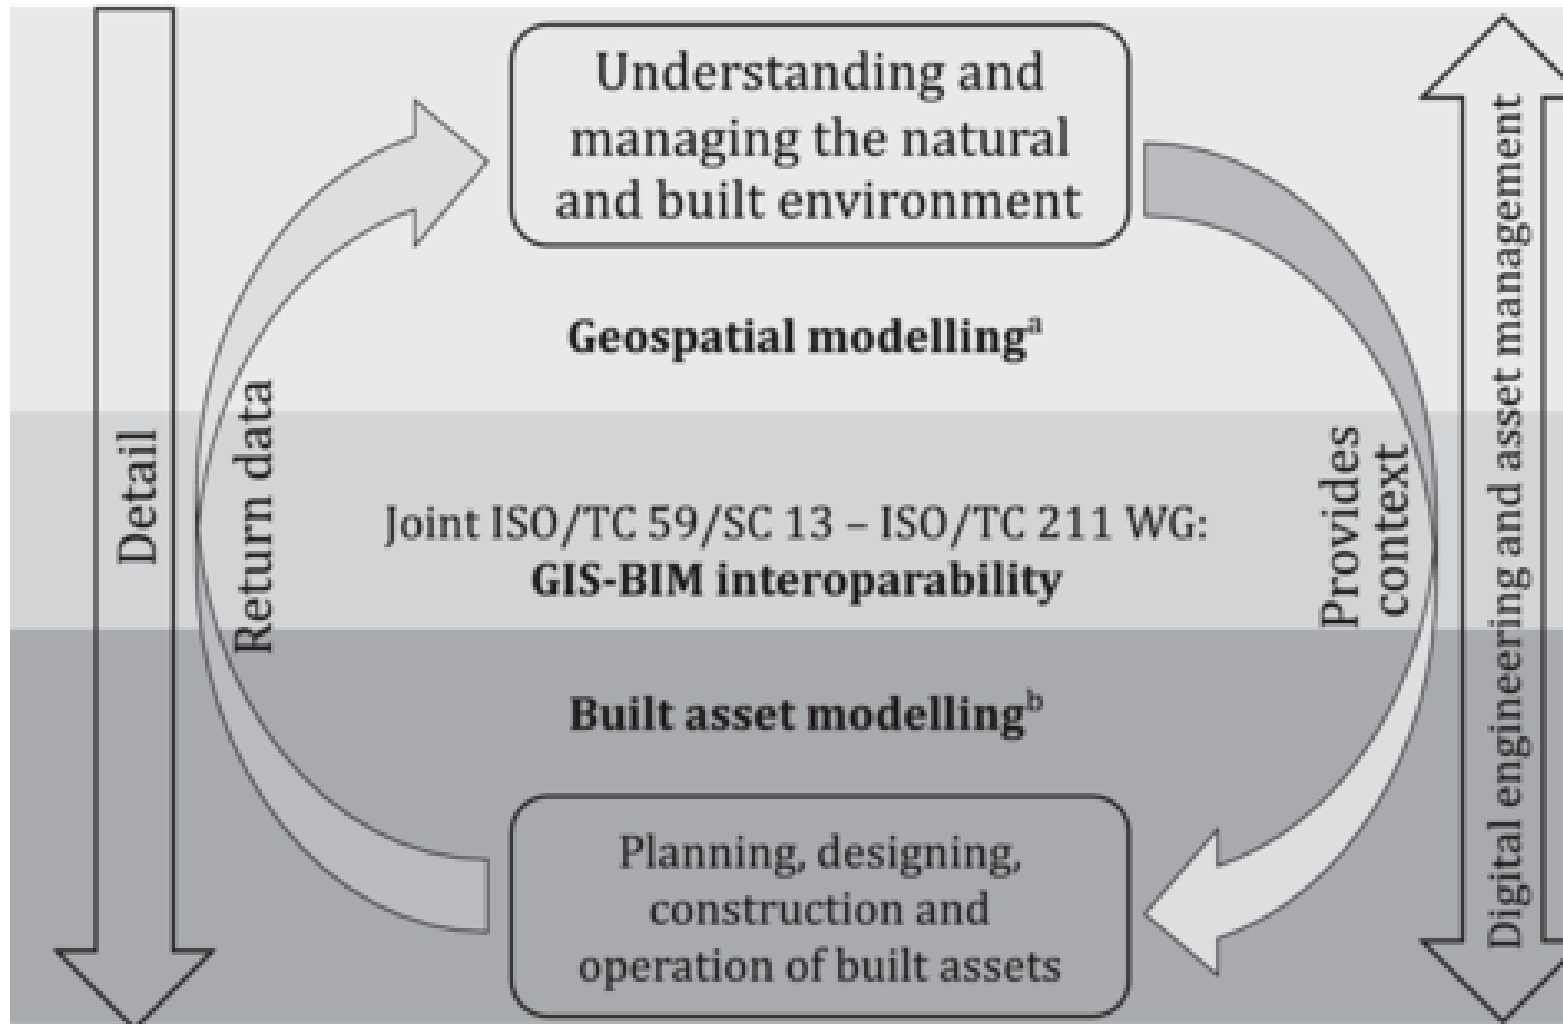 Understanding and
managing the natural
and built environment
Geospatial modellingᵃ
Detail
Return data
Joint ISO/TC 59/SC 13 – ISO/TC 211 WG:
GIS-BIM interoparability
Provides
context
Digital engineering and asset management
Built asset modellingᵇ
Planning, designing,
construction and
operation of built assets